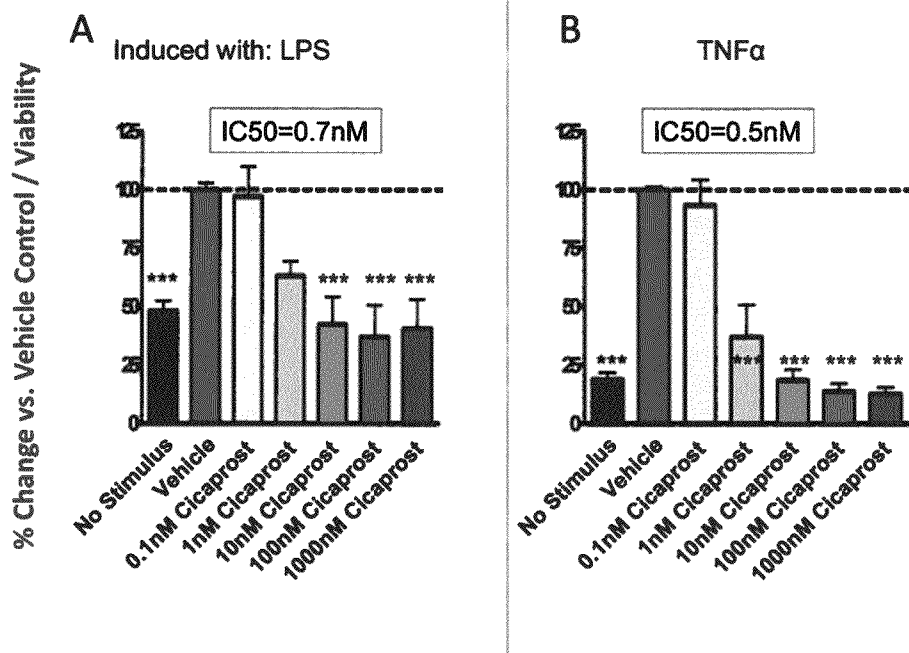 A
Induced with: LPS
% Change vs. Vehicle Control / Viability
IC50=0.7nM
125
100
75
50
25
0
***
*** *** ***
No Stimulus
Vehicle
0.1nM Cicaprost
1nM Cicaprost
10nM Cicaprost
100nM Cicaprost
1000nM Cicaprost
B
TNFα
IC50=0.5nM
125
100
75
50
25
0
*** *** *** *** ***
No Stimulus
Vehicle
0.1nM Cicaprost
1nM Cicaprost
10nM Cicaprost
100nM Cicaprost
1000nM Cicaprost